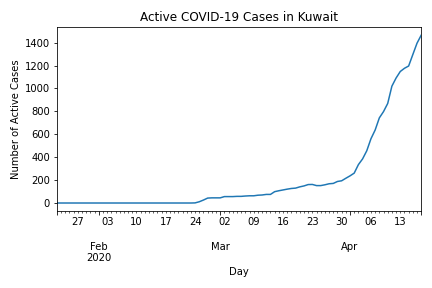 Active COVID-19 Cases in Kuwait
Number of Active Cases
1400
1200
1000
800
600
400
200
0
27 03 10 17 24 02 09 16 23 30 06 13
Feb Mar Apr
2020
Day